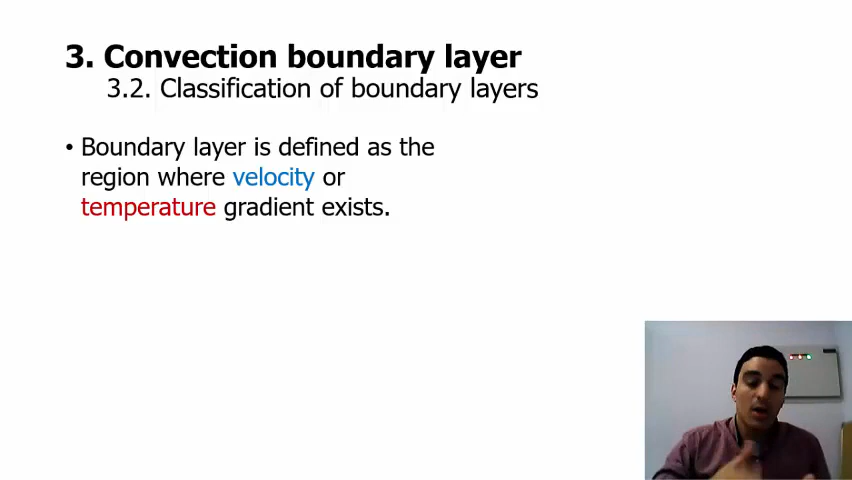 3. Convection boundary layer
3.2. Classification of boundary layers
• Boundary layer is defined as the
region where velocity or
temperature gradient exists.